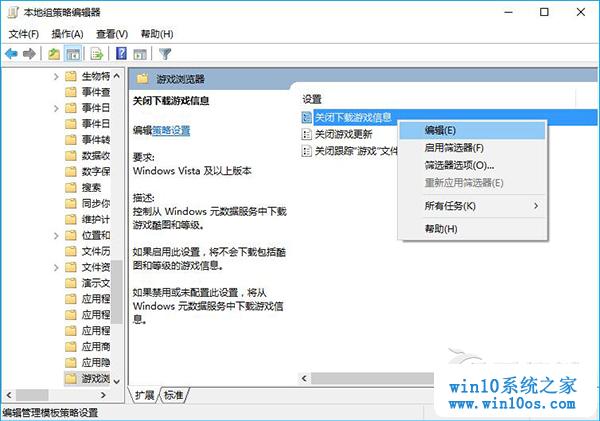 本地组策略编辑器
文件(F) 操作(A) 查看(V) 帮助(H)
生物特
事件查
事件日
事件日
事件转
数据收
数字保
搜索
同步你
维护计
位置和
文件历
文件资
演示文
应用程
应用程
应用程
应用商
应用隐
游戏浏
游戏浏览器
关闭下载游戏信息
编辑策略设置
要求:
Windows Vista 及以上版本
描述:
控制从 Windows 元数据服务中下载游戏酷图和等级。
如果启用此设置，将不会下载包括酷图和等级的游戏信息。
如果禁用或未配置此设置，将从 Windows 元数据服务中下载游戏信息。
设置
关闭下载游戏信息
关闭游戏更新
关闭跟踪“游戏”文件
编辑(E)
启用筛选器(F)
筛选器选项(O)...
重新应用筛选器(E)
所有任务(K)
帮助(H)
扩展 标准
编辑管理模板策略设置
win10系统之家
www.win10os.com